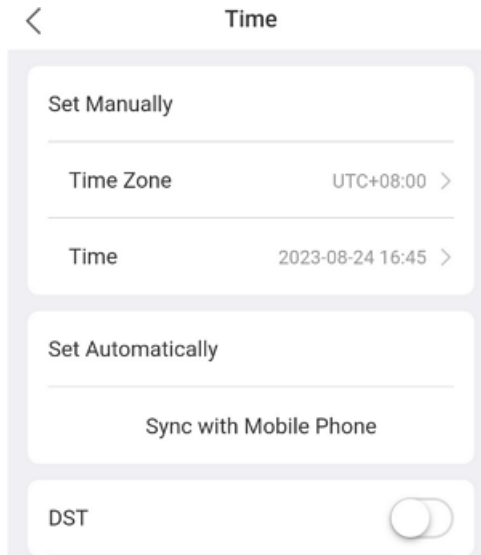 Time
Set Manually
Time Zone UTC+08:00
Time 2023-08-24 16:45
Set Automatically
Sync with Mobile Phone
DST